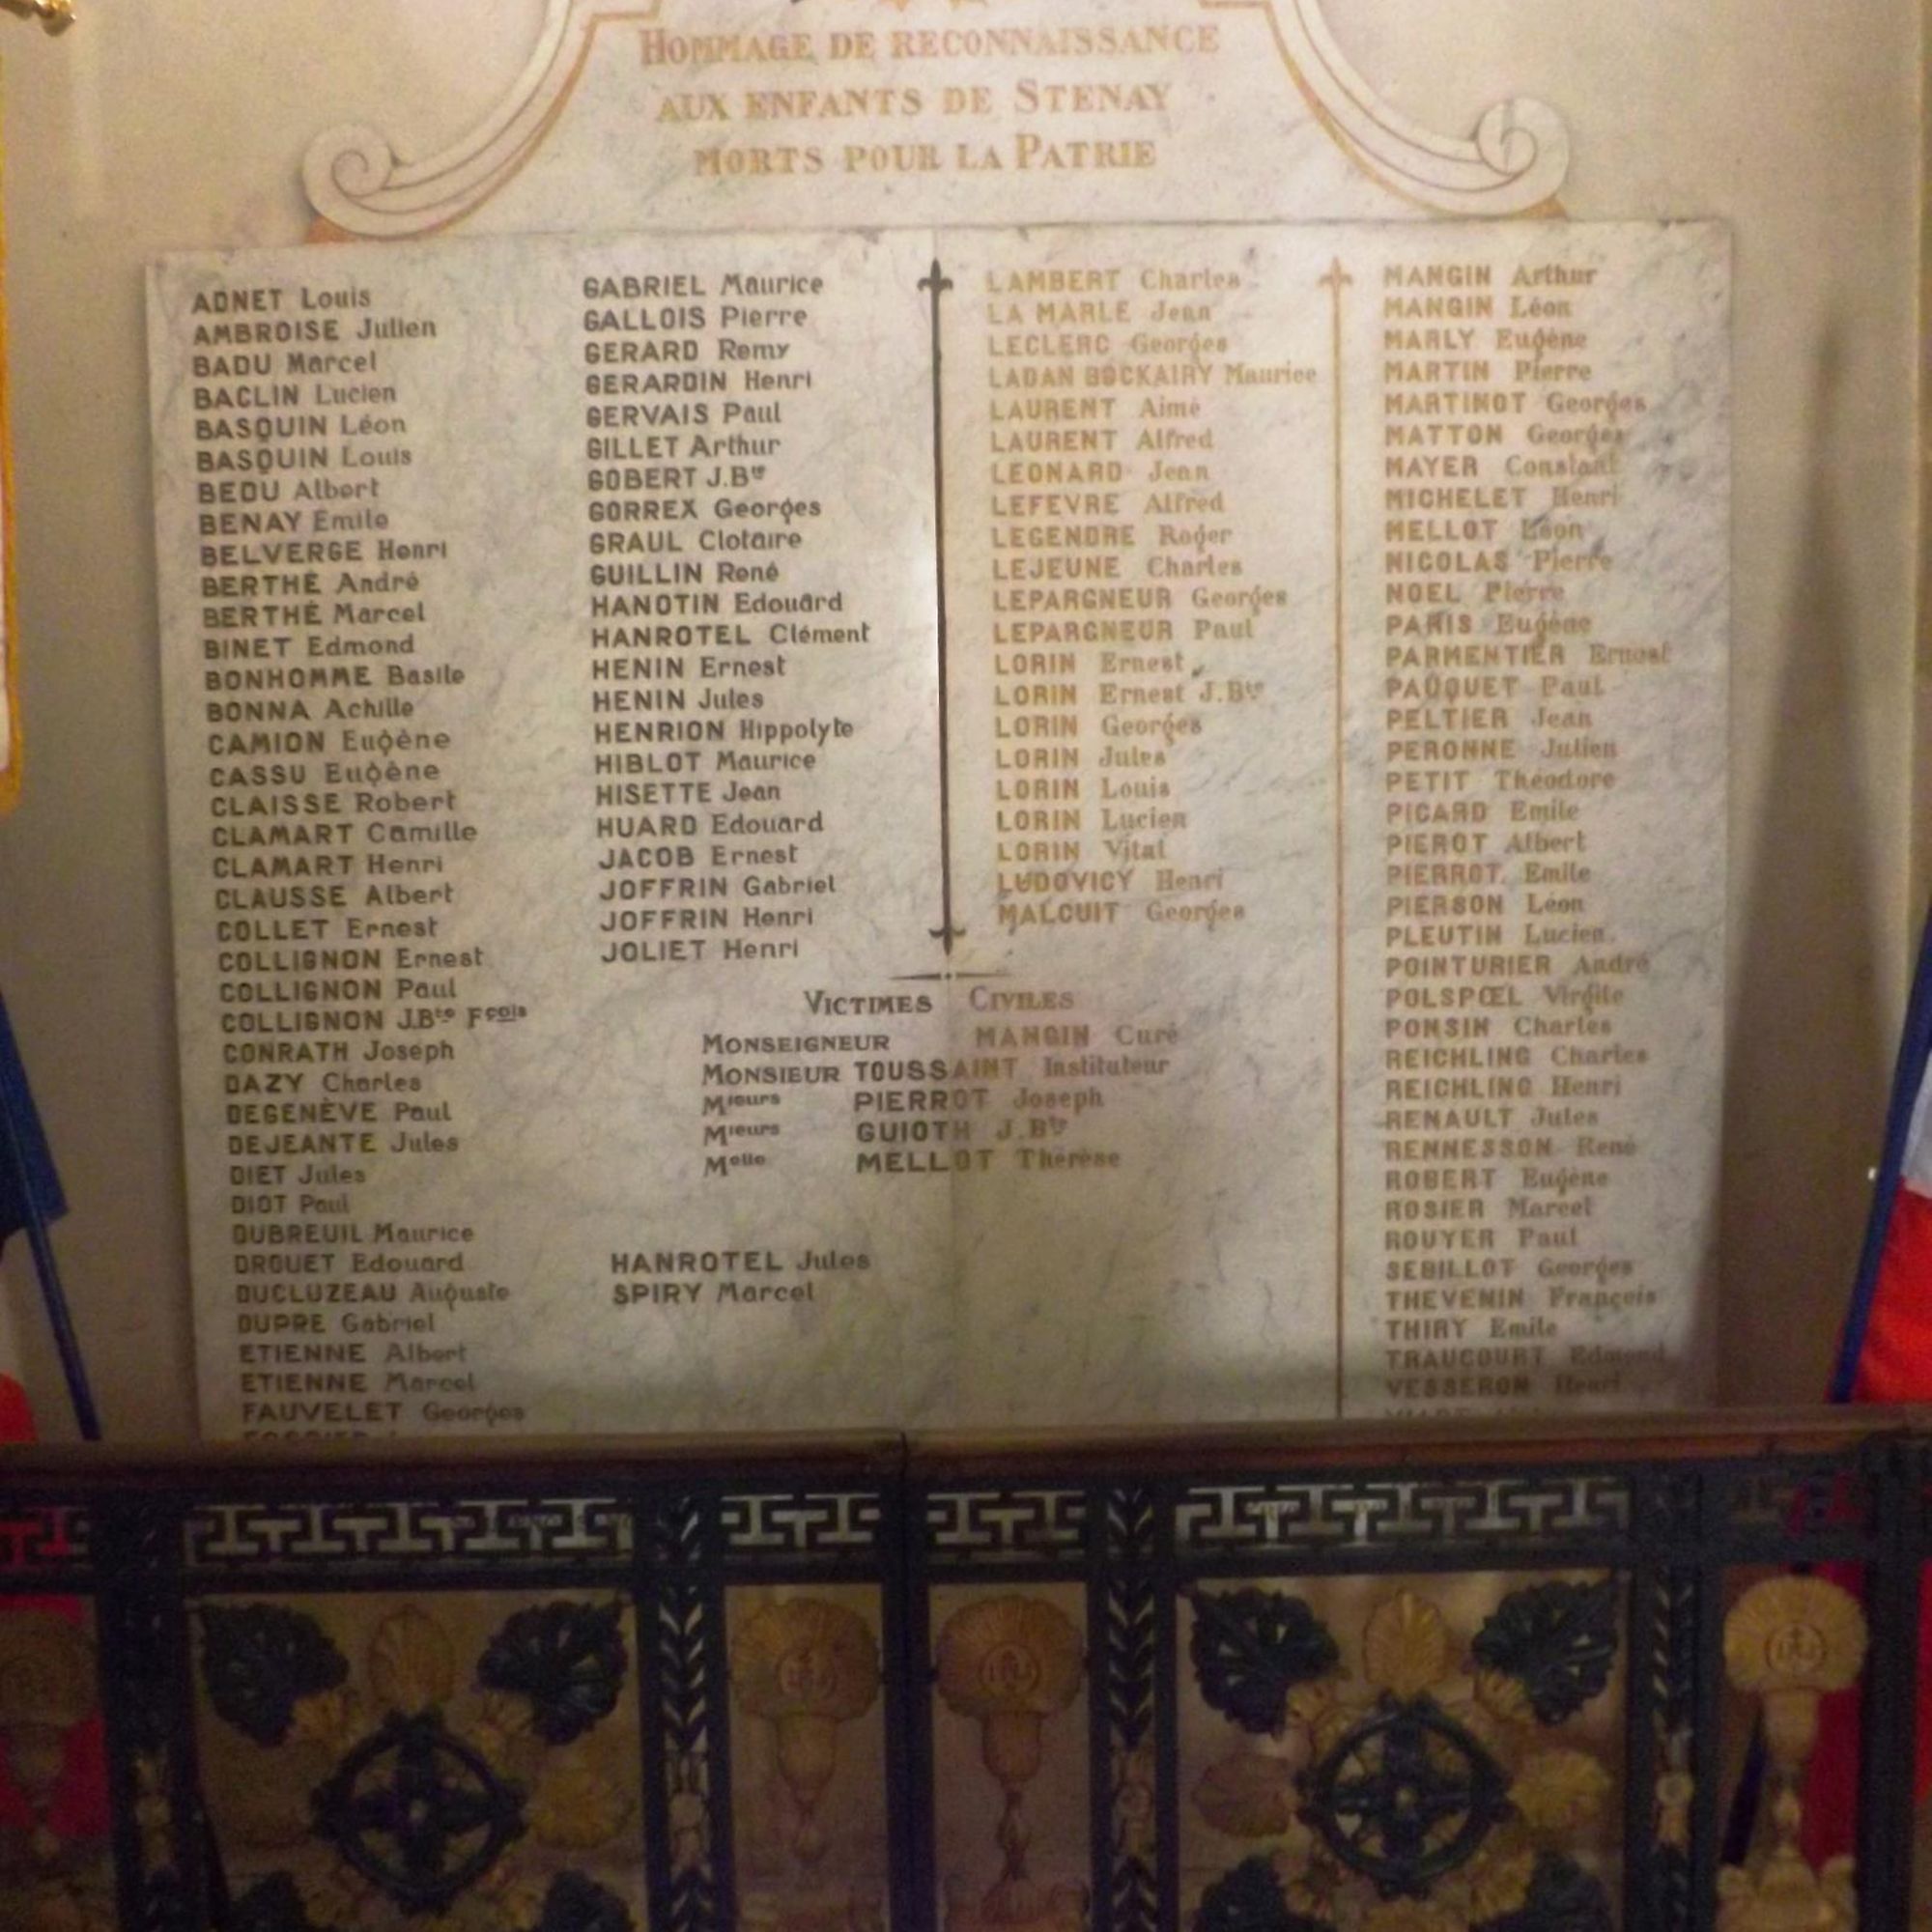 HOMMAGE DE RECONNAISSANCE
AUX ENFANTS DE STENAY
MORTS POUR LA PATRIE
ADNET Louis
AMBROISE Julien
BADU Marcel
BACLIN Lucien
BASQUIN Léon
BASQUIN Louis
BEDU Albert
BENAY Emile
BELVERGE Henri
BERTHE André
BERTHÉ Marcel
BINET Edmond
BONHOMME Basile
BONNA Achille
CAMION Eugène
CASSU Eugène
CLAISSE Robert
CLAMART Camille
CLAMART Henri
CLAUSSE Albert
COLLET Ernest
COLLIGNON Ernest
COLLIGNON Paul
COLLIGNON J.Bte Fçois
CONRATH Joseph
DAZY Charles
DEGENÈVE Paul
DEJEANTE Jules
DIET Jules
DIOT Paul
DUBREUIL Maurice
DROUET Edouard
DUCLUZEAU Auguste
DUPRE Gabriel
ETIENNE Albert
ETIENNE Marcel
FAUVELET Georges
GABRIEL Maurice
GALLOIS Pierre
GERARD Remy
GERARDIN Henri
GERVAIS Paul
GILLET Arthur
GOBERT J.Bte
GORREX Georges
GRAUL Clotaire
GUILLIN René
HANOTIN Edouard
HANROTEL Clément
HENIN Ernest
HENIN Jules
HENRION Hippolyte
HIBLOT Maurice
HISETTE Jean
HUARD Edouard
JACOB Ernest
JOFFRIN Gabriel
JOFFRIN Henri
JOLIET Henri
LAMBERT Charles
LA MARLE Jean
LECLERC Georges
LADAN BOCKAIRY Maurice
LAURENT Aimé
LAURENT Alfred
LEONARD Jean
LEFEVRE Alfred
LEGENDRE Roger
LEJEUNE Charles
LEPARGNEUR Georges
LEPARGNEUR Paul
LORIN Ernest
LORIN Ernest J.Bte
LORIN Georges
LORIN Jules
LORIN Louis
LORIN Lucien
LORIN Vital
LUDOVICY Henri
MALCUIT Georges
VICTIMES CIVILES
MONSEIGNEUR MANGIN Curé
MONSIEUR TOUSSAINT Instituteur
Mieurs PIERROT Joseph
Mieurs GUIOTH J.Bte
Melle MELLOT Thérèse
HANROTEL Jules
SPIRY Marcel
MANGIN Arthur
MANGIN Léon
MARLY Eugène
MARTIN Pierre
MARTINOT Georges
MATTON Georges
MAYER Constant
MICHELET Henri
MELLOT Léon
NICOLAS Pierre
NOEL Pierre
PARIS Eugène
PARMENTIER Ernest
PAUQUET Paul
PELTIER Jean
PERONNE Julien
PETIT Théodore
PICARD Emile
PIEROT Albert
PIERROT Emile
PIERSON Léon
PLEUTIN Lucien
POINTURIER André
POLSPŒL Virgile
PONSIN Charles
REICHLING Charles
REICHLING Henri
RENAULT Jules
RENNESSON René
ROBERT Eugène
ROSIER Marcel
ROUYER Paul
SEBILLOT Georges
THEVENIN François
THIRY Emile
TRAUCOURT Edmond
VESSERON Henri